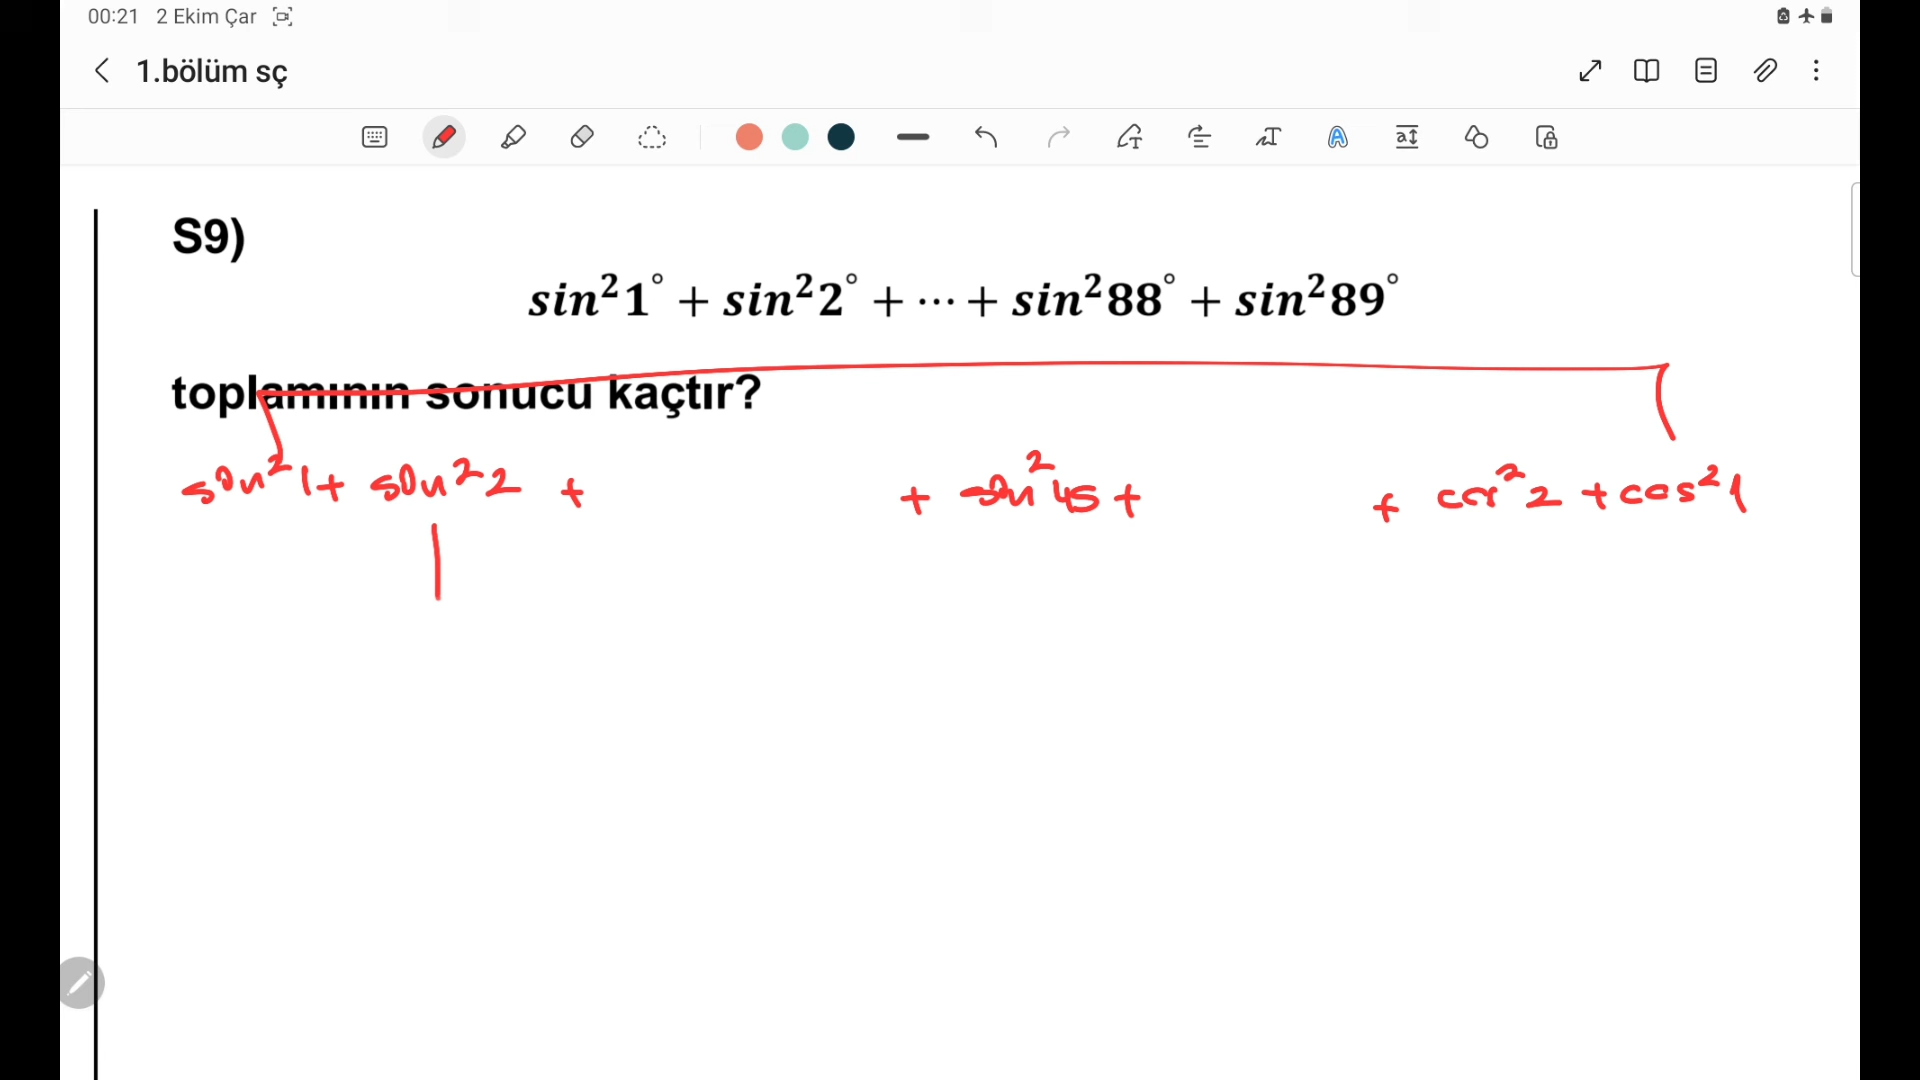 00:21 2 Ekim Çar
1.bölüm sç
S9)
sin²1° + sin²2° + ⋯ + sin²88° + sin²89°
toplamının sonucu kaçtır?
sin²1 + sin²2 + + sin²45 + + cos²2 + cos²1